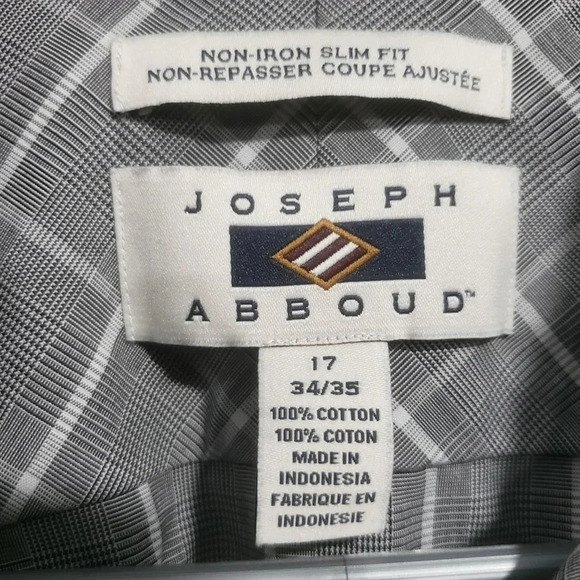 NON-IRON SLIM FIT
NON-REPASSER COUPE AJUSTÉE
JOSEPH
ABBOUD™
17
34/35
100% COTTON
100% COTON
MADE IN
INDONESIA
FABRIQUE EN
INDONESIE